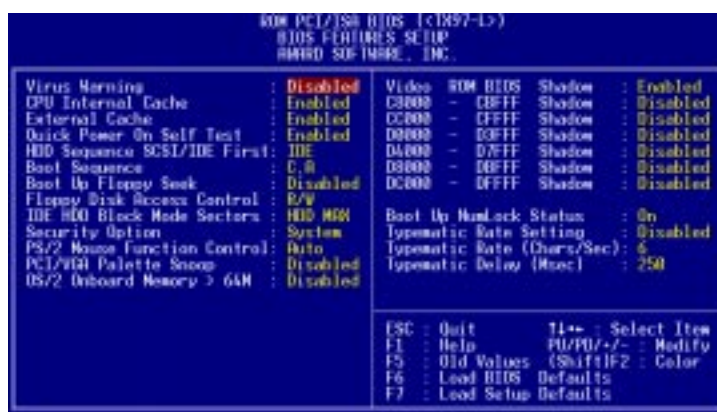 ROM PCI/ISA BIOS (<TX97-L>)
BIOS FEATURES SETUP
AWARD SOFTWARE, INC.
Virus Warning : Disabled
CPU Internal Cache : Enabled
External Cache : Enabled
Quick Power On Self Test : Enabled
HDD Sequence SCSI/IDE First: IDE
Boot Sequence : C,A
Boot Up Floppy Seek : Disabled
Floppy Disk Access Control : R/W
IDE HDD Block Mode Sectors : HDD MAX
Security Option : System
PS/2 Mouse Function Control: Auto
PCI/VGA Palette Snoop : Disabled
OS/2 Onboard Memory > 64M : Disabled
Video ROM BIOS Shadow : Enabled
C8000 - CBFFF Shadow : Disabled
CC000 - CFFFF Shadow : Disabled
D0000 - D3FFF Shadow : Disabled
D4000 - D7FFF Shadow : Disabled
D8000 - DBFFF Shadow : Disabled
DC000 - DFFFF Shadow : Disabled
Boot Up NumLock Status : On
Typematic Rate Setting : Disabled
Typematic Rate (Chars/Sec): 6
Typematic Delay (Msec) : 250
ESC : Quit ↑↓→← : Select Item
F1 : Help PU/PD/+/- : Modify
F5 : Old Values (Shift)F2 : Color
F6 : Load BIOS Defaults
F7 : Load Setup Defaults